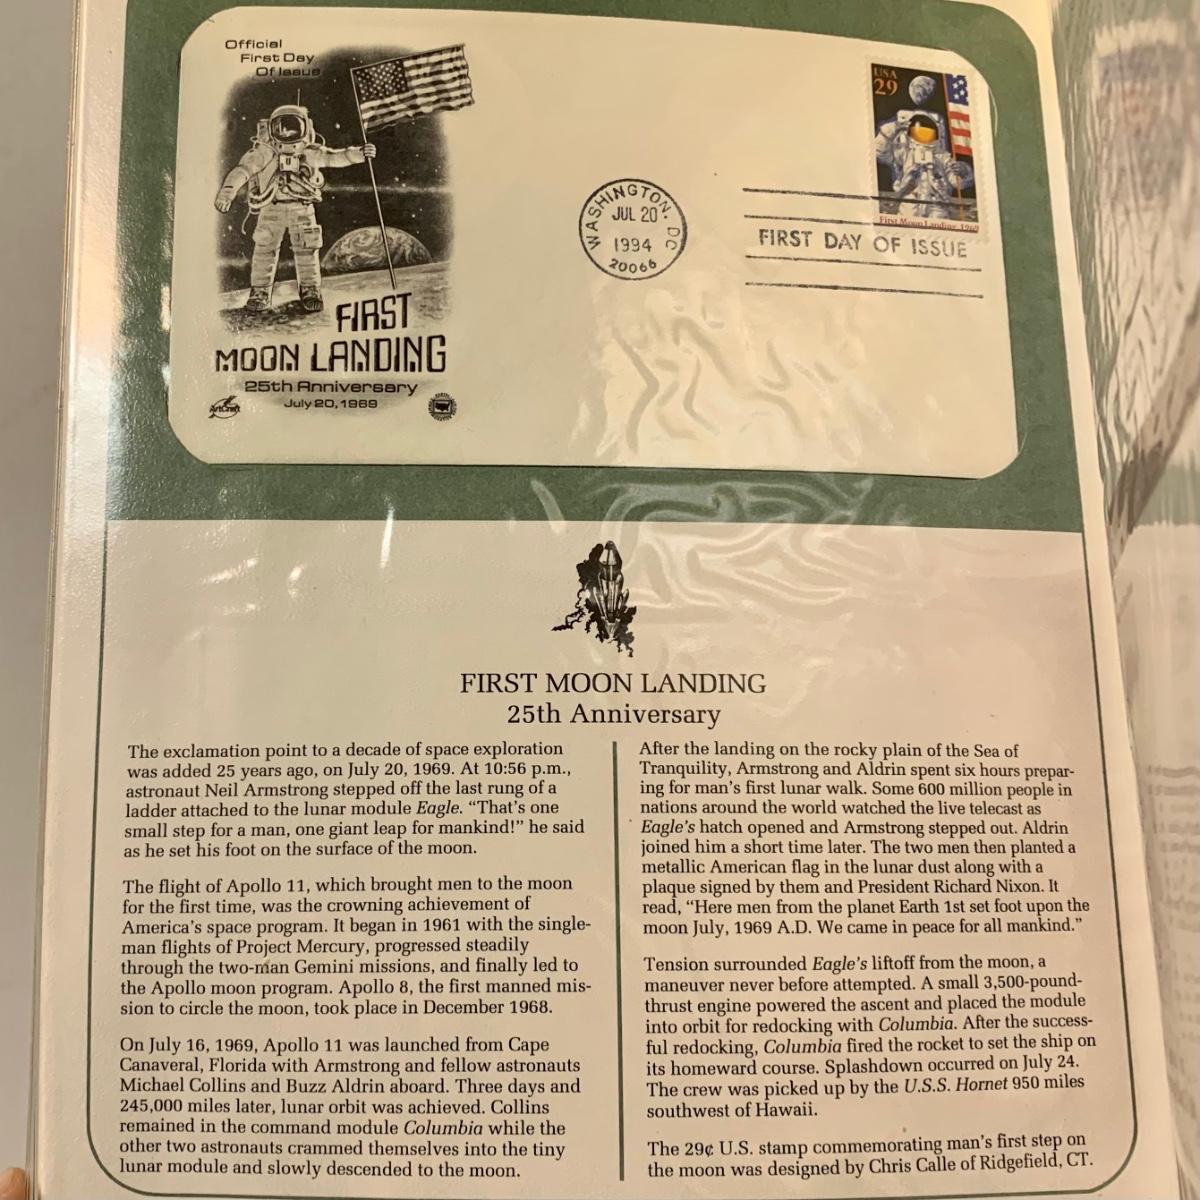 Official
First Day
Of Issue
FIRST
MOON LANDING
25th Anniversary
July 20, 1969
ArtCraft
WASHINGTON, DC
JUL 20
1994
20066
USA
29
First Moon Landing, 1969
FIRST DAY OF ISSUE
FIRST MOON LANDING
25th Anniversary
The exclamation point to a decade of space exploration
was added 25 years ago, on July 20, 1969. At 10:56 p.m.,
astronaut Neil Armstrong stepped off the last rung of a
ladder attached to the lunar module Eagle. “That’s one
small step for a man, one giant leap for mankind!” he said
as he set his foot on the surface of the moon.
The flight of Apollo 11, which brought men to the moon
for the first time, was the crowning achievement of
America’s space program. It began in 1961 with the single-
man flights of Project Mercury, progressed steadily
through the two-man Gemini missions, and finally led to
the Apollo moon program. Apollo 8, the first manned mis-
sion to circle the moon, took place in December 1968.
On July 16, 1969, Apollo 11 was launched from Cape
Canaveral, Florida with Armstrong and fellow astronauts
Michael Collins and Buzz Aldrin aboard. Three days and
245,000 miles later, lunar orbit was achieved. Collins
remained in the command module Columbia while the
other two astronauts crammed themselves into the tiny
lunar module and slowly descended to the moon.
After the landing on the rocky plain of the Sea of
Tranquility, Armstrong and Aldrin spent six hours prepar-
ing for man’s first lunar walk. Some 600 million people in
nations around the world watched the live telecast as
Eagle’s hatch opened and Armstrong stepped out. Aldrin
joined him a short time later. The two men then planted a
metallic American flag in the lunar dust along with a
plaque signed by them and President Richard Nixon. It
read, “Here men from the planet Earth 1st set foot upon the
moon July, 1969 A.D. We came in peace for all mankind.”
Tension surrounded Eagle’s liftoff from the moon, a
maneuver never before attempted. A small 3,500-pound-
thrust engine powered the ascent and placed the module
into orbit for redocking with Columbia. After the success-
ful redocking, Columbia fired the rocket to set the ship on
its homeward course. Splashdown occurred on July 24.
The crew was picked up by the U.S.S. Hornet 950 miles
southwest of Hawaii.
The 29¢ U.S. stamp commemorating man’s first step on
the moon was designed by Chris Calle of Ridgefield, CT.